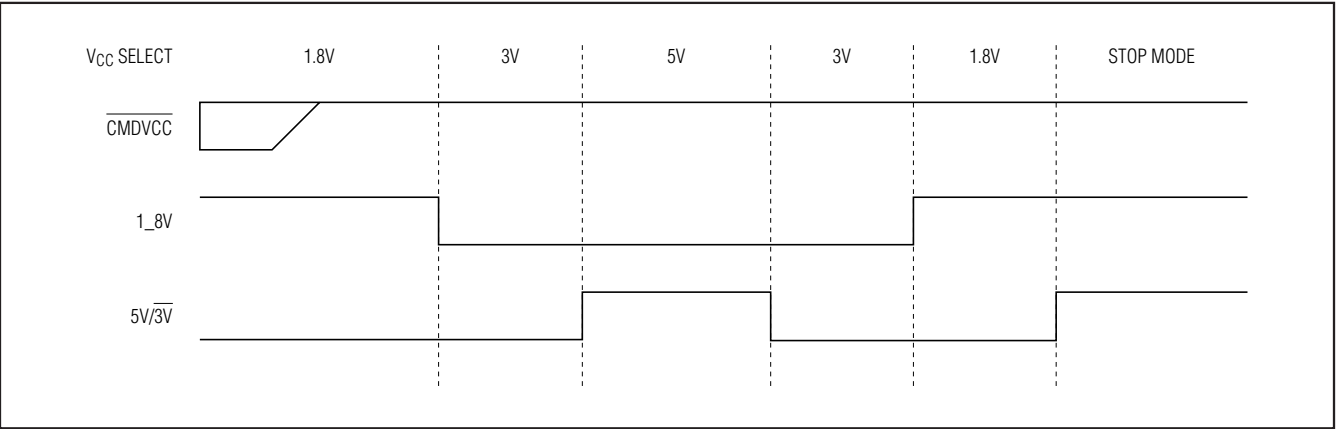 VCC SELECT 1.8V 3V 5V 3V 1.8V STOP MODE
CMDVCC
1_8V
5V/3V